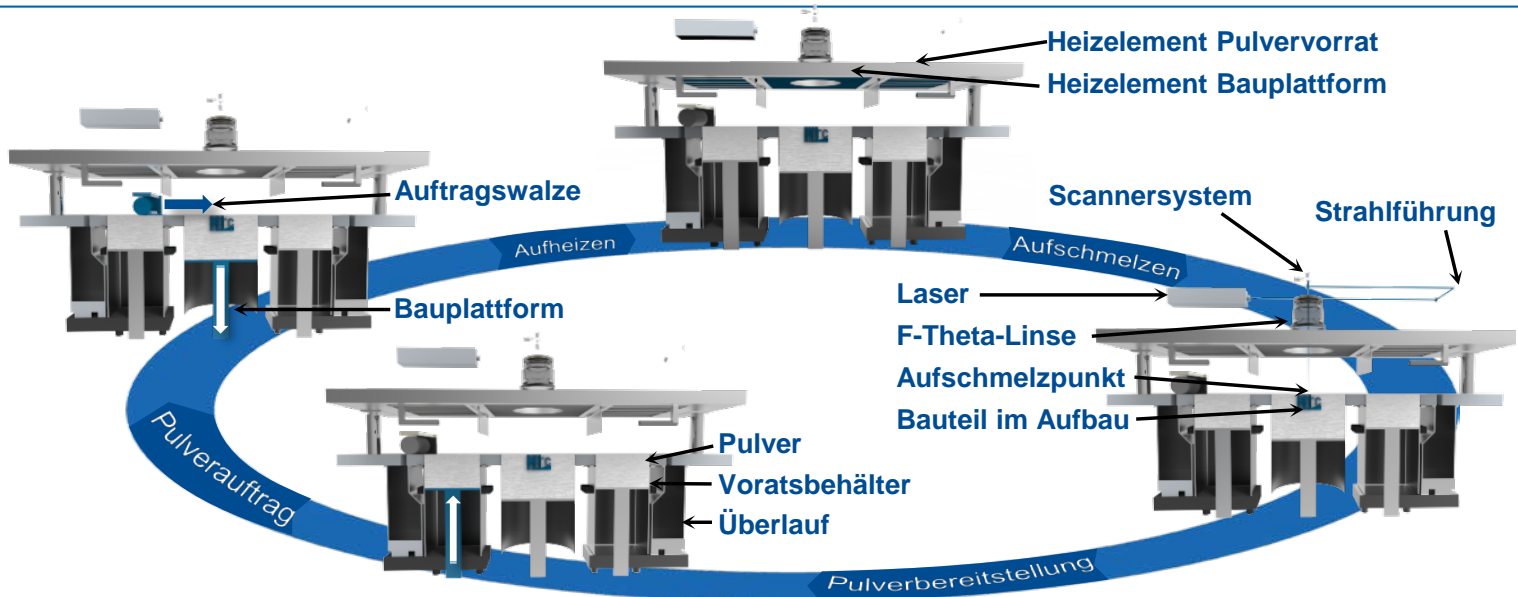 Heizelement Pulvervorrat
Heizelement Bauplattform
Auftragswalze
Scannersystem
Strahlführung
Aufheizen
Aufschmelzen
Laser
Bauplattform
F-Theta-Linse
Aufschmelzpunkt
Bauteil im Aufbau
Pulverauftrag
Pulver
Voratsbehälter
Überlauf
Pulverbereitstellung